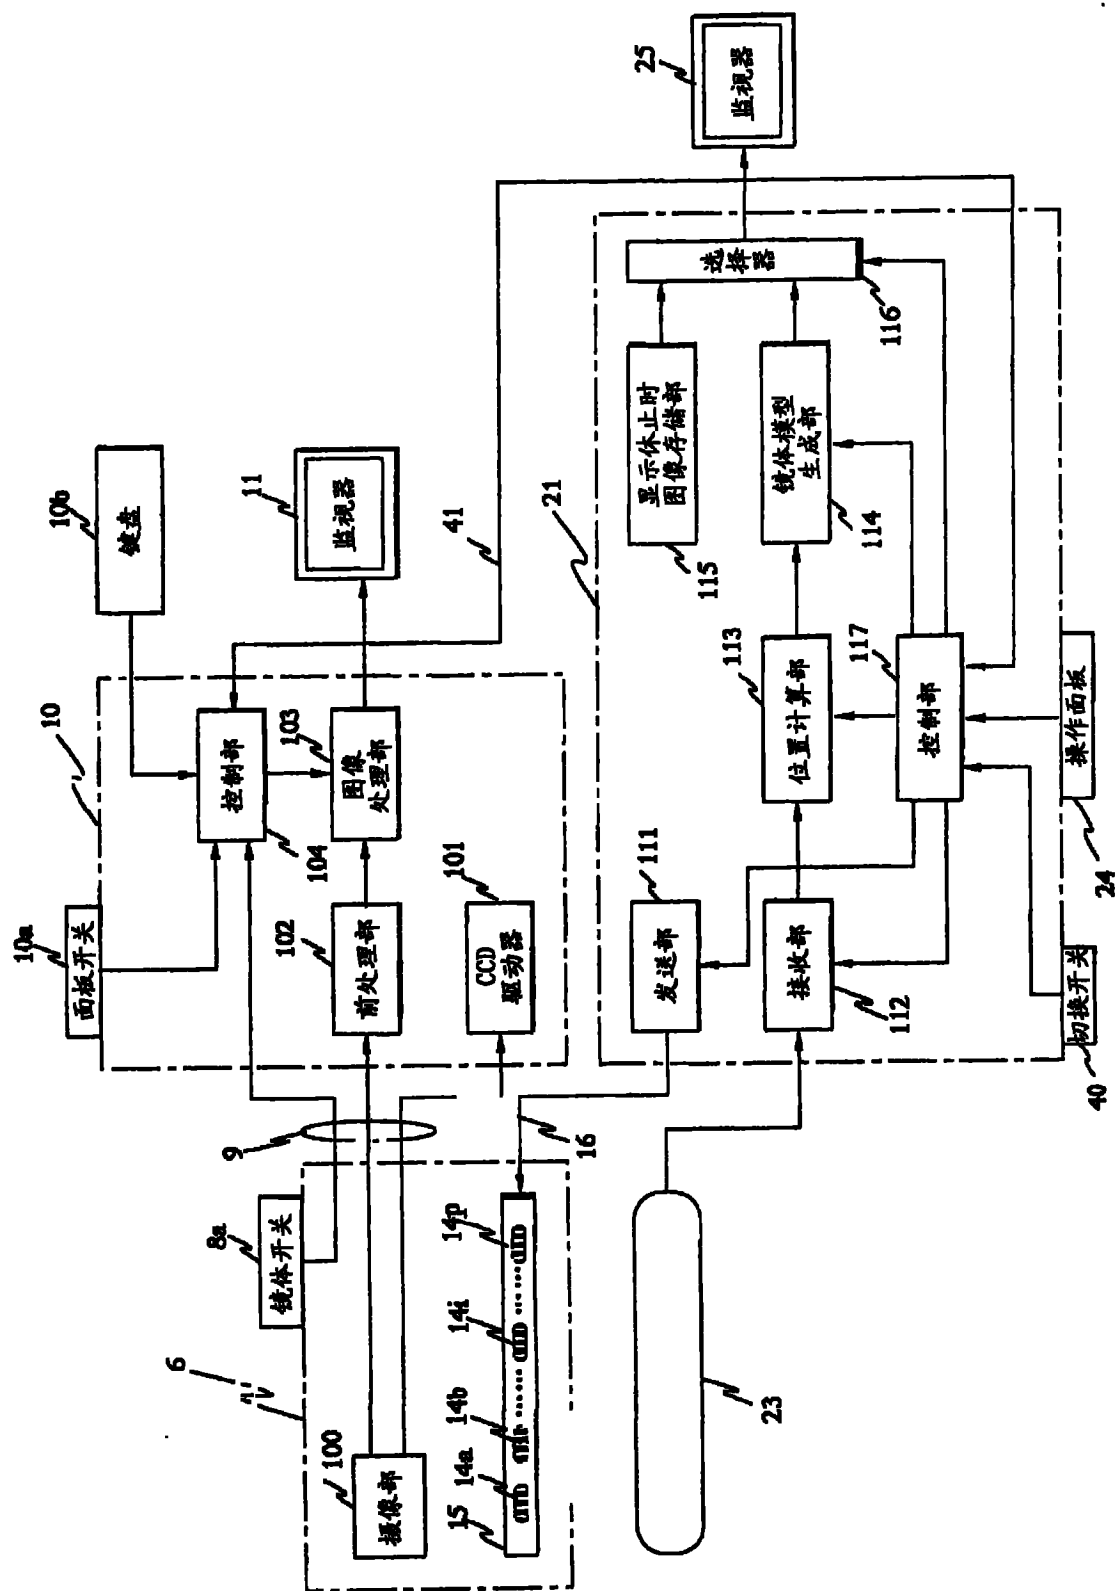 6
镜体开关
8a
摄像部
100
15
14a
14b
14i
14p
16
9
10
面板开关
10a
键盘
10b
控制部
104
图像
处理部
103
前处理部
102
CCD
驱动器
101
监视器
11
41
21
发送部
111
接收部
112
位置计算部
113
镜体模型
生成部
114
显示休止时
图像存储部
115
选择器
116
控制部
117
监视器
25
23
切换开关
40
操作面板
24